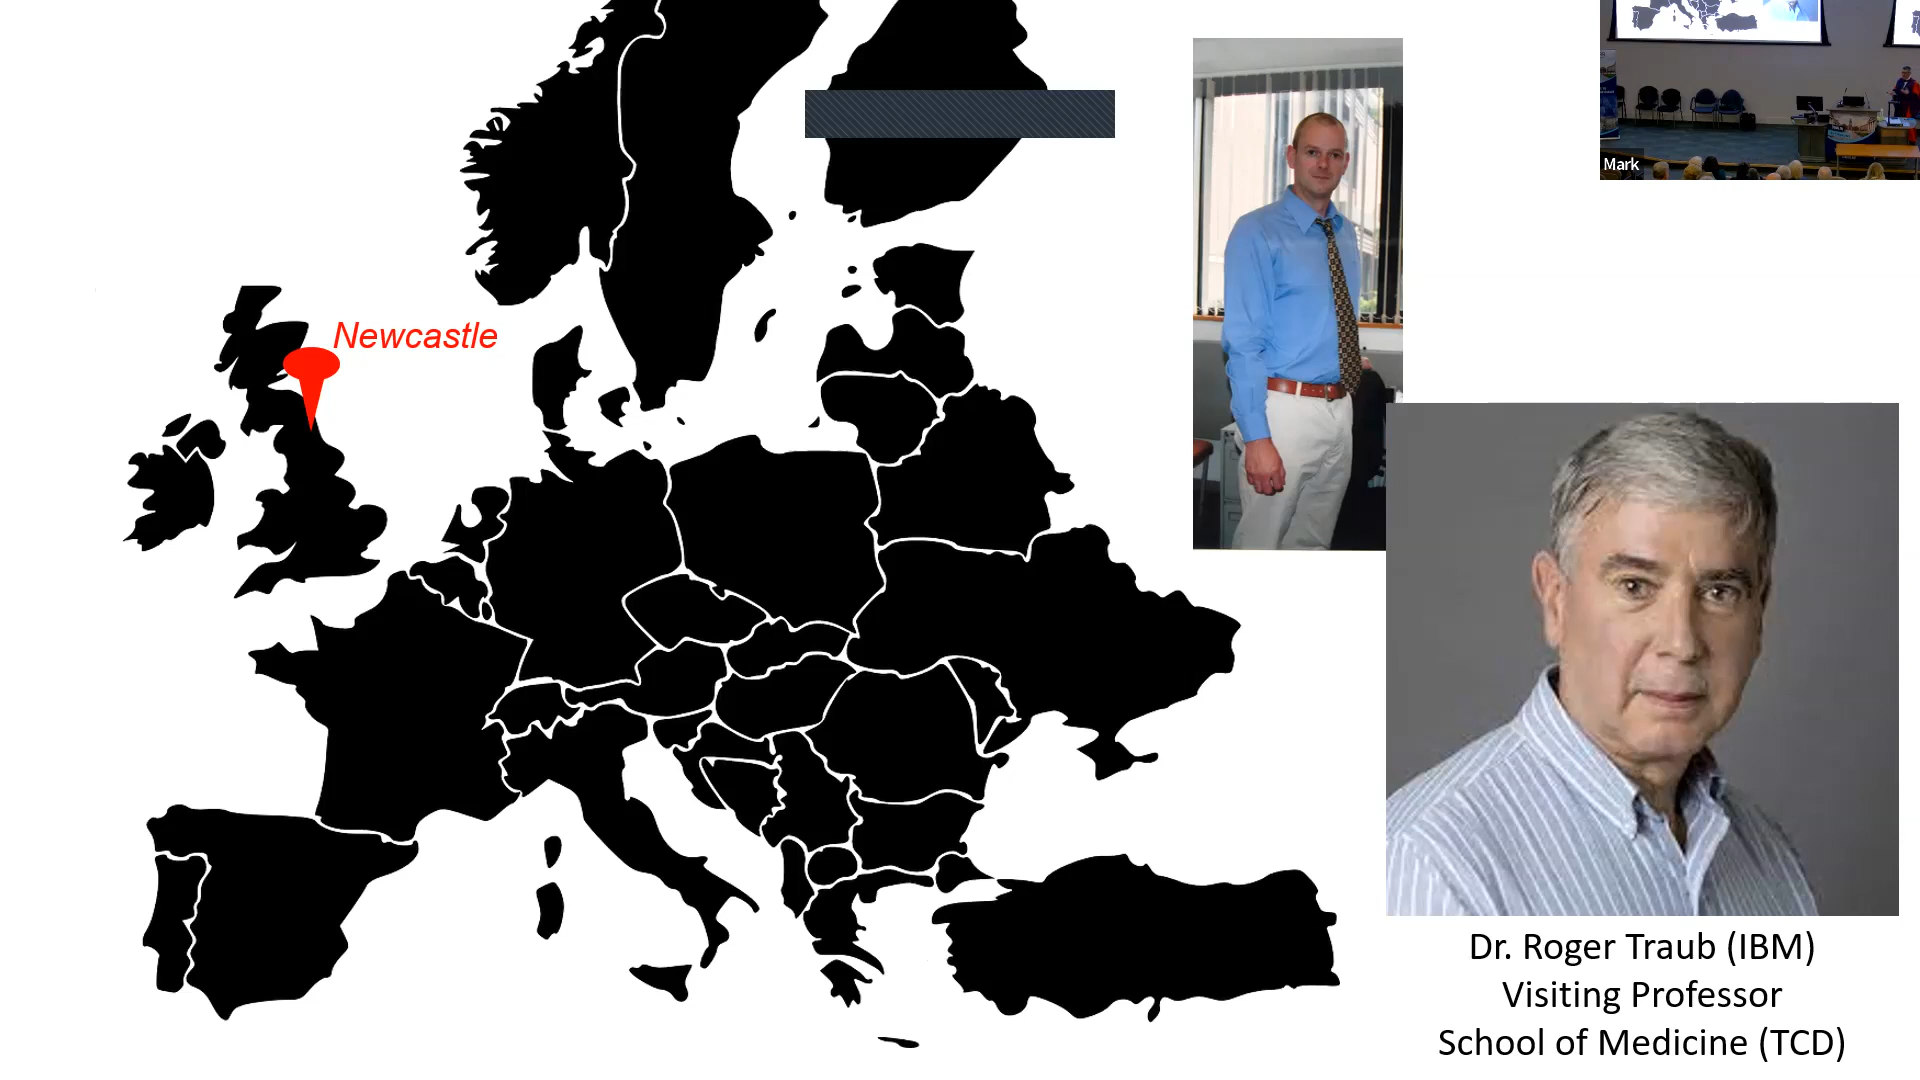 Mark
Newcastle
Dr. Roger Traub (IBM)
Visiting Professor
School of Medicine (TCD)